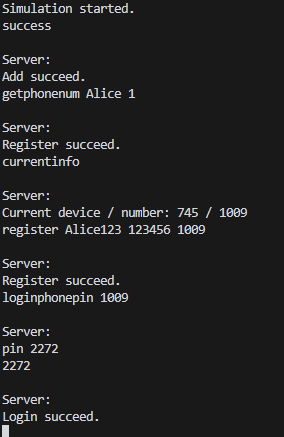 Simulation started.
success
Server:
Add succeed.
getphonenum Alice 1
Server:
Register succeed.
currentinfo
Server:
Current device / number: 745 / 1009
register Alice123 123456 1009
Server:
Register succeed.
loginphonepin 1009
Server:
pin 2272
2272
Server:
Login succeed.